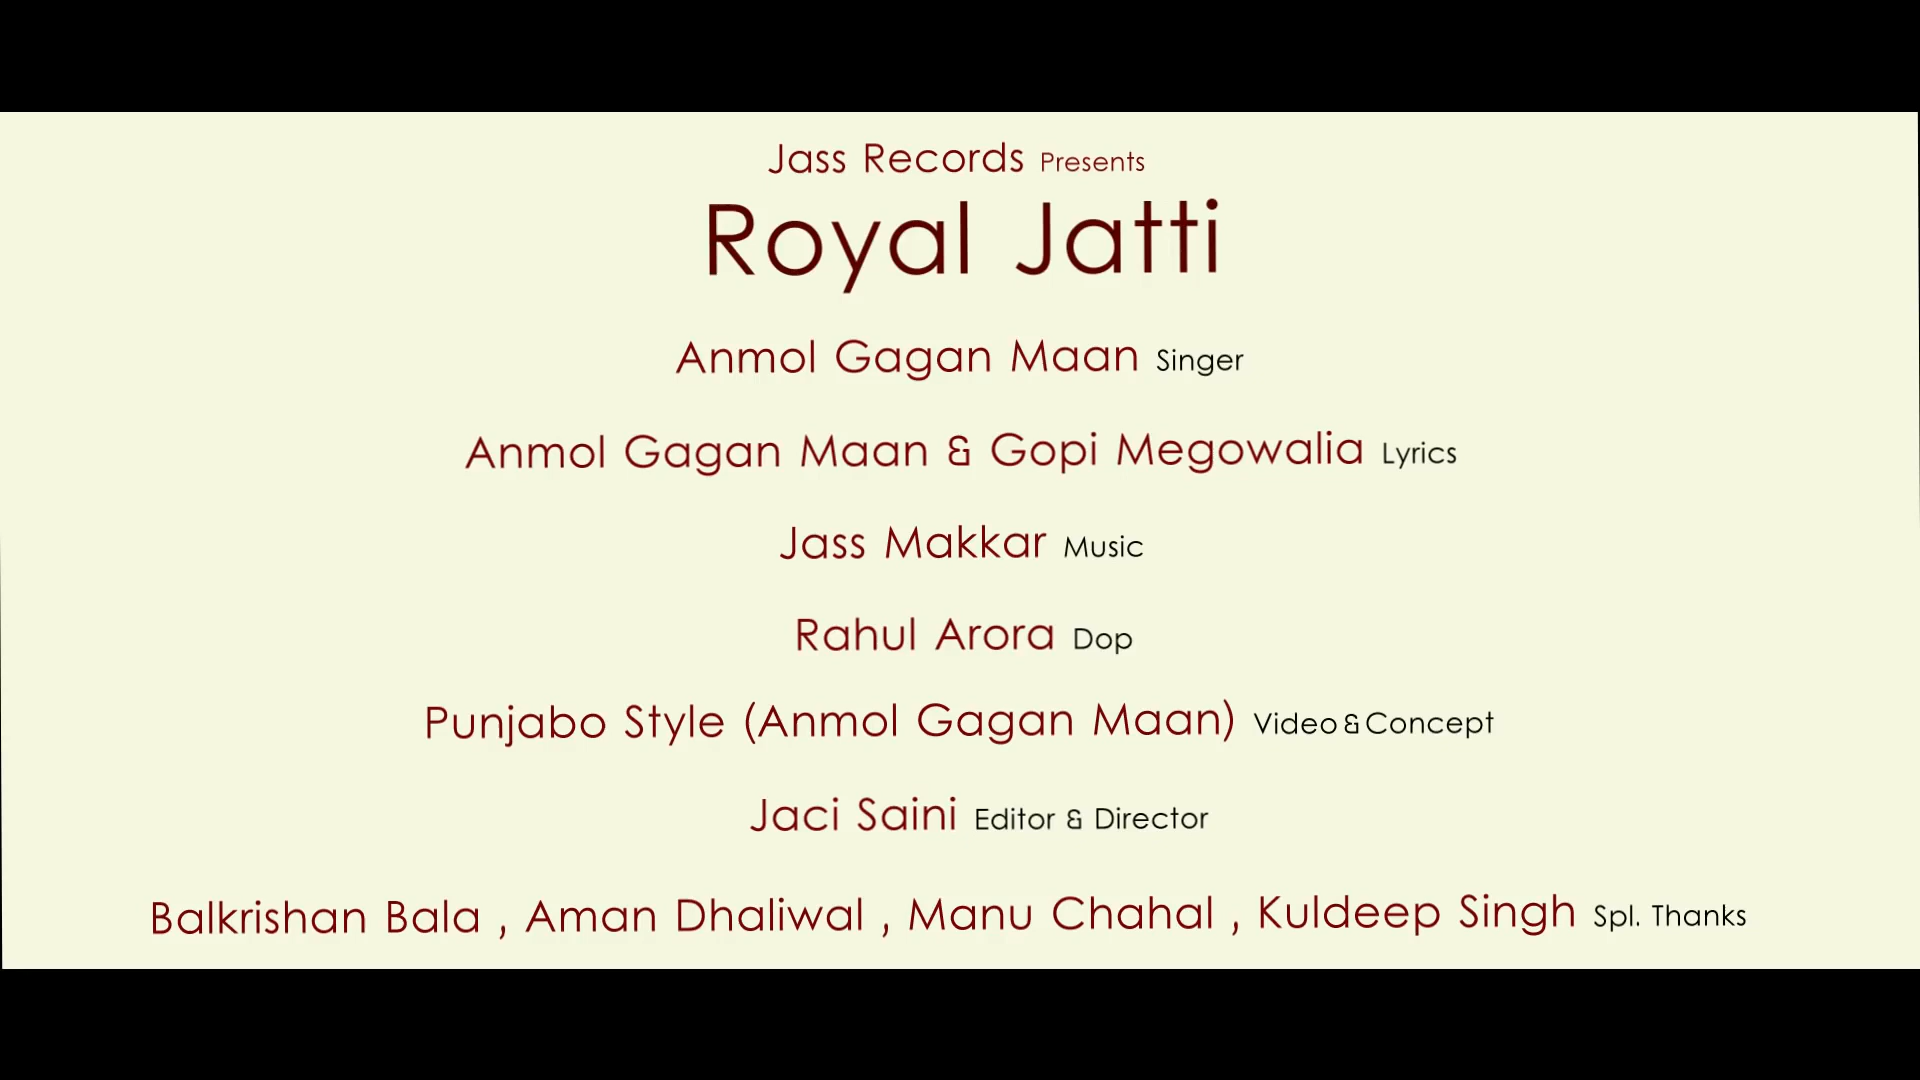 Jass Records Presents
Royal Jatti
Anmol Gagan Maan Singer
Anmol Gagan Maan & Gopi Megowalia Lyrics
Jass Makkar Music
Rahul Arora Dop
Punjabo Style (Anmol Gagan Maan) Video & Concept
Jaci Saini Editor & Director
Balkrishan Bala , Aman Dhaliwal , Manu Chahal , Kuldeep Singh Spl. Thanks